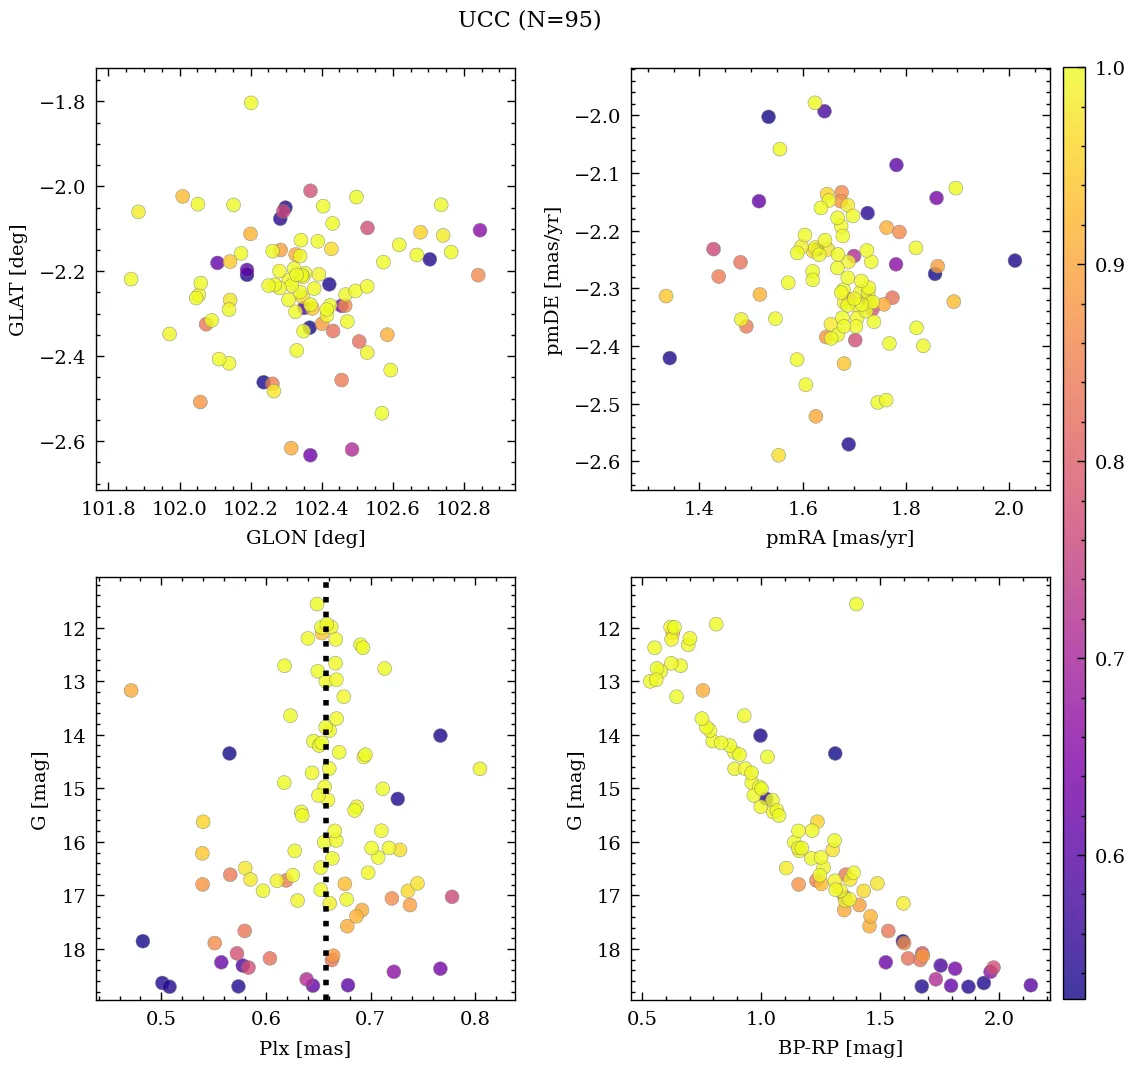 UCC (N=95)
−1.8
−2.0
−2.2
−2.4
−2.6
GLAT [deg]
101.8 102.0 102.2 102.4 102.6 102.8
GLON [deg]
−2.0
−2.1
−2.2
−2.3
−2.4
−2.5
−2.6
pmDE [mas/yr]
1.4 1.6 1.8 2.0
pmRA [mas/yr]
12
13
14
15
16
17
18
G [mag]
0.5 0.6 0.7 0.8
Plx [mas]
12
13
14
15
16
17
18
G [mag]
0.5 1.0 1.5 2.0
BP-RP [mag]
1.0
0.9
0.8
0.7
0.6